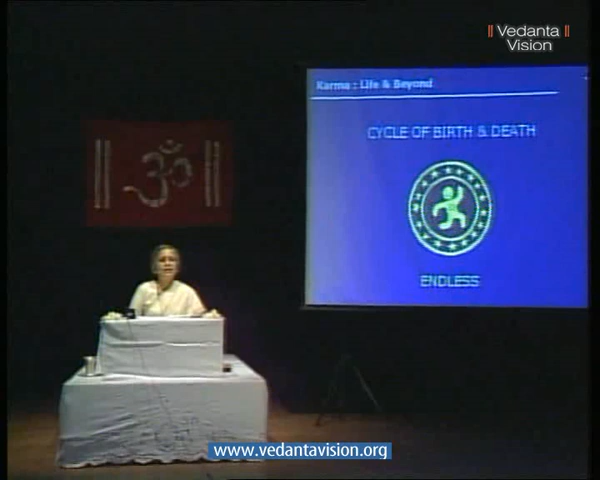 || Vedanta ||
Vision
Karma : Life & Beyond
CYCLE OF BIRTH & DEATH
ENDLESS
॥ ॐ ॥
www.vedantavision.org